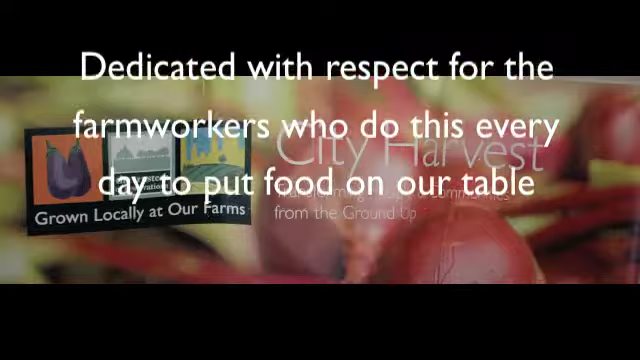 Dedicated with respect for the
farmworkers who do this every
day to put food on our table
City Harvest
from the Ground Up
Grown Locally at Our Farms